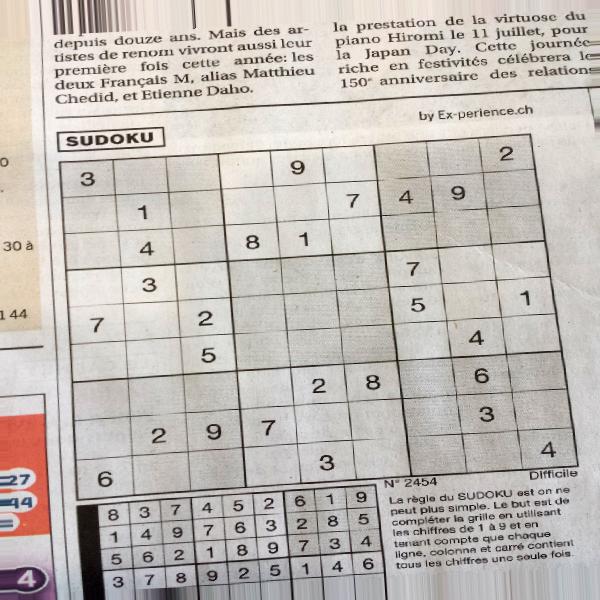 depuis douze ans. Mais des ar-
tistes de renom vivront aussi leur
première fois cette année: les
deux Français M, alias Matthieu
Chedid, et Etienne Daho.
la prestation de la virtuose du
piano Hiromi le 11 juillet, pour
la Japan Day. Cette journée
riche en festivités célébrera le
150e anniversaire des relations
by Ex-perience.ch
SUDOKU
3 9 2
1 7 4 9
4 8 1
3 7
7 2 5 1
5 4
2 8 6
2 9 7 3
6 3 4
N° 2454
Difficile
La règle du SUDOKU est on ne
peut plus simple. Le but est de
compléter la grille en utilisant
les chiffres de 1 à 9 et en
tenant compte que chaque
ligne, colonne et carré contient
tous les chiffres une seule fois.
8 3 7 4 5 2 6 1 9
1 4 9 7 6 3 2 8 5
5 6 2 1 8 9 7 3 4
3 7 8 9 2 5 1 4 6
30 à
1 44
27
44
4